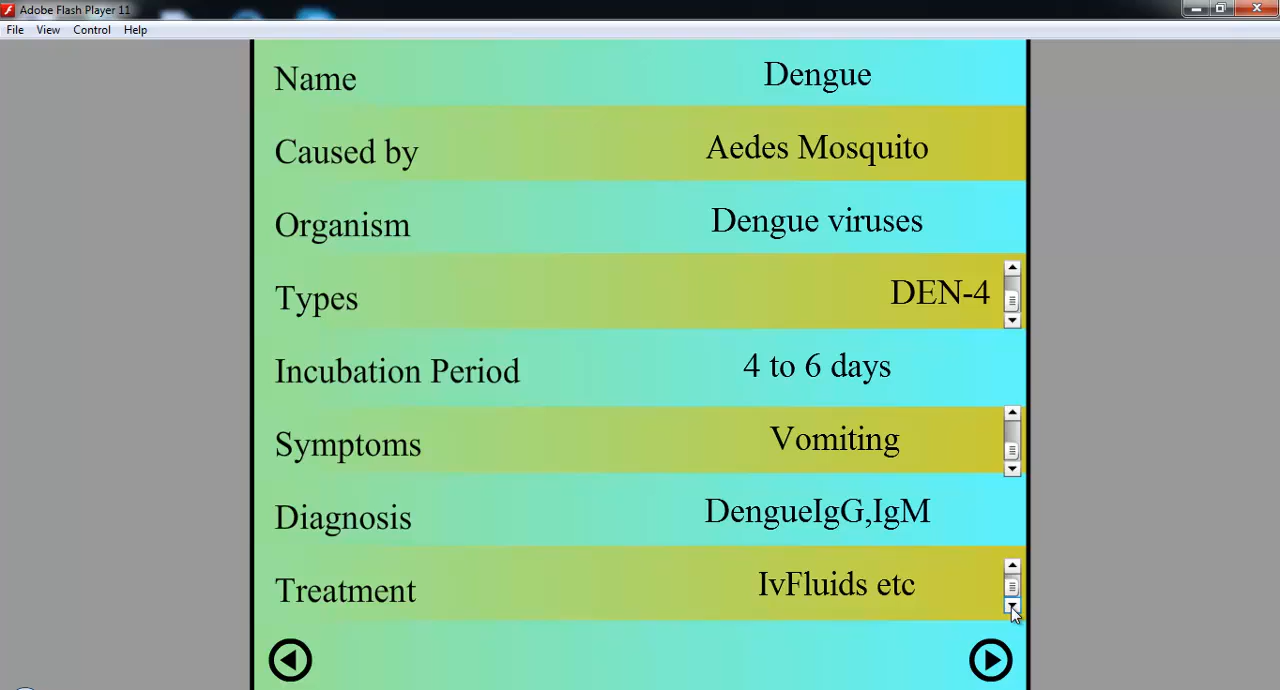 Adobe Flash Player 11
File View Control Help
Name Dengue
Caused by Aedes Mosquito
Organism Dengue viruses
Types DEN-4
Incubation Period 4 to 6 days
Symptoms Vomiting
Diagnosis DengueIgG,IgM
Treatment IvFluids etc